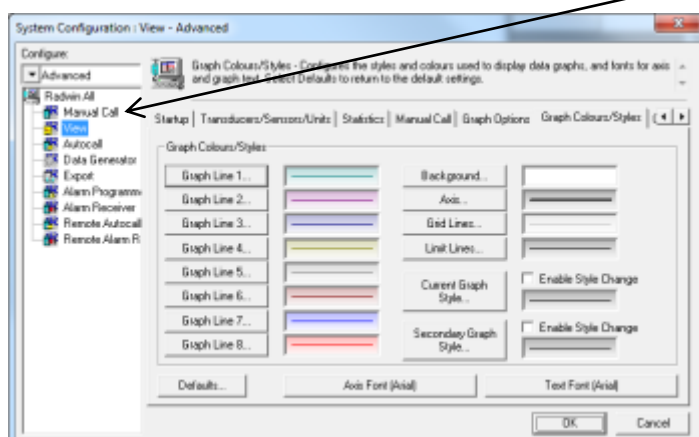 System Configuration : View - Advanced
Configure:
Advanced
Radwin All
Manual Call
View
Autocall
Data Generator
Export
Alarm Programm
Alarm Receiver
Remote Autocall
Remote Alarm R
Graph Colours/Styles - Configures the styles and colours used to display data graphs, and fonts for axis
and graph text. Select Defaults to return to the default settings.
Startup Transducers/Sensors/Units Statistics Manual Call Graph Options Graph Colours/Styles
Graph Colours/Styles
Graph Line 1... Background...
Graph Line 2... Axis...
Graph Line 3... Grid Lines...
Graph Line 4... Limit Lines...
Graph Line 5...
Graph Line 6...
Graph Line 7...
Graph Line 8...
Current Graph
Style...
Enable Style Change
Secondary Graph
Style...
Enable Style Change
Defaults... Axis Font (Arial) Text Font (Arial)
OK Cancel